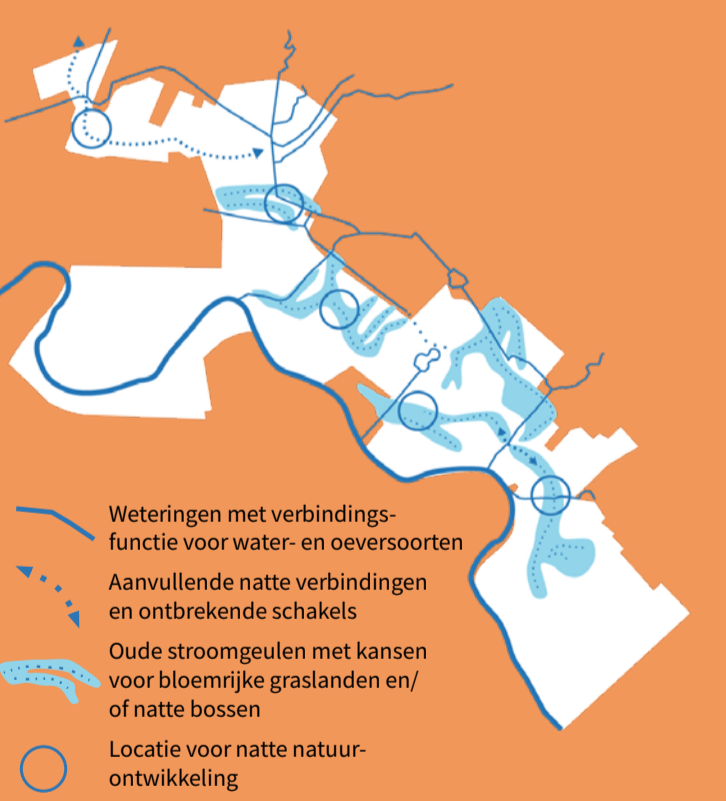 Weteringen met verbindings-
functie voor water- en oeversoorten
Aanvullende natte verbindingen
en ontbrekende schakels
Oude stroomgeulen met kansen
voor bloemrijke graslanden en/
of natte bossen
Locatie voor natte natuur-
ontwikkeling